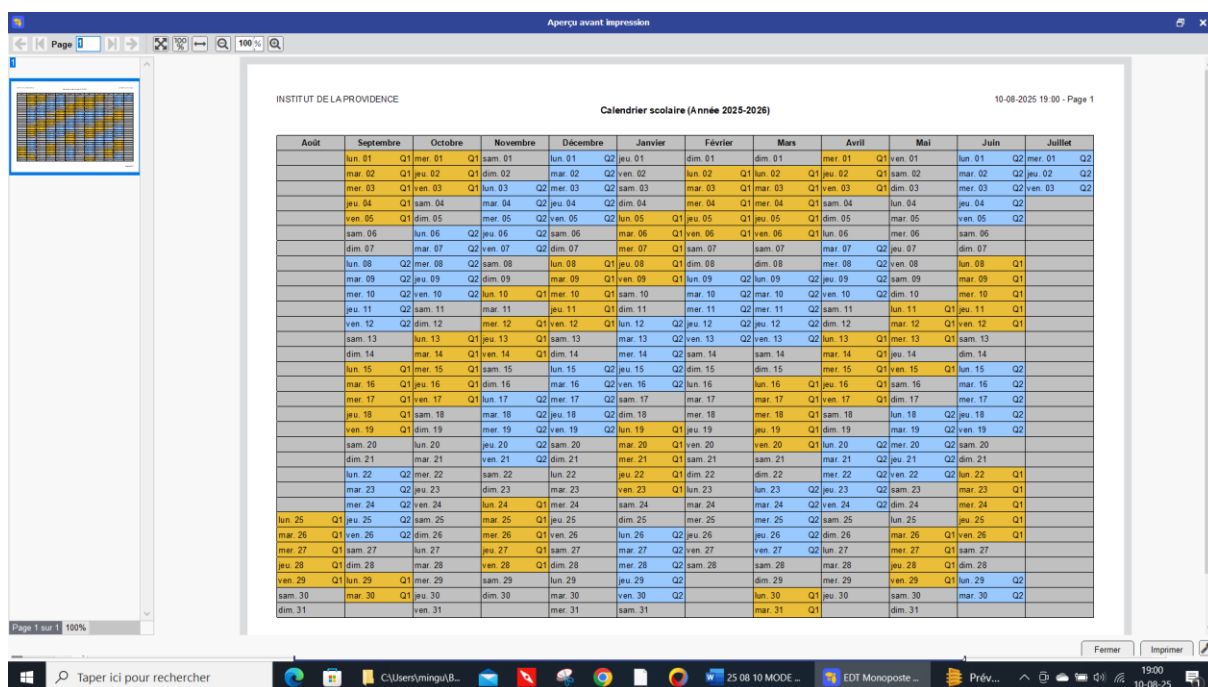 Aperçu avant impression
Page 1 100 %
1
INSTITUT DE LA PROVIDENCE 10-08-2025 19:00 - Page 1
Calendrier scolaire (Année 2025-2026)
Août Septembre Octobre Novembre Décembre Janvier Février Mars Avril Mai Juin Juillet
lun. 01 Q1 mer. 01 Q1 sam. 01 lun. 01 Q2 jeu. 01 dim. 01 dim. 01 mer. 01 Q1 ven. 01 lun. 01 Q2 mer. 01 Q2
mar. 02 Q1 jeu. 02 Q1 dim. 02 mar. 02 Q2 ven. 02 lun. 02 Q1 lun. 02 Q1 jeu. 02 Q1 sam. 02 mar. 02 Q2 jeu. 02 Q2
mer. 03 Q1 ven. 03 Q1 lun. 03 Q2 mer. 03 Q2 sam. 03 mar. 03 Q1 mar. 03 Q1 ven. 03 Q1 dim. 03 mer. 03 Q2 ven. 03 Q2
jeu. 04 Q1 sam. 04 mar. 04 Q2 jeu. 04 Q2 dim. 04 mer. 04 Q1 mer. 04 Q1 sam. 04 lun. 04 jeu. 04 Q2
ven. 05 Q1 dim. 05 mer. 05 Q2 ven. 05 Q2 lun. 05 Q1 jeu. 05 Q1 jeu. 05 Q1 dim. 05 mar. 05 ven. 05 Q2
sam. 06 lun. 06 Q2 jeu. 06 Q2 sam. 06 mar. 06 Q1 ven. 06 Q1 ven. 06 Q1 lun. 06 mer. 06 sam. 06
dim. 07 mar. 07 Q2 ven. 07 Q2 dim. 07 mer. 07 Q1 sam. 07 sam. 07 mar. 07 Q2 jeu. 07 dim. 07
lun. 08 Q2 mer. 08 Q2 sam. 08 lun. 08 Q1 jeu. 08 Q1 dim. 08 dim. 08 mer. 08 Q2 ven. 08 lun. 08 Q1
mar. 09 Q2 jeu. 09 Q2 dim. 09 mar. 09 Q1 ven. 09 Q1 lun. 09 Q2 lun. 09 Q2 jeu. 09 Q2 sam. 09 mar. 09 Q1
mer. 10 Q2 ven. 10 Q2 lun. 10 Q1 mer. 10 Q1 sam. 10 mar. 10 Q2 mar. 10 Q2 ven. 10 Q2 dim. 10 mer. 10 Q1
jeu. 11 Q2 sam. 11 mar. 11 jeu. 11 Q1 dim. 11 mer. 11 Q2 mer. 11 Q2 sam. 11 lun. 11 Q1 jeu. 11 Q1
ven. 12 Q2 dim. 12 mer. 12 Q1 ven. 12 Q1 lun. 12 Q2 jeu. 12 Q2 jeu. 12 Q2 dim. 12 mar. 12 Q1 ven. 12 Q1
sam. 13 lun. 13 Q1 jeu. 13 Q1 sam. 13 mar. 13 Q2 ven. 13 Q2 ven. 13 Q2 lun. 13 Q1 mer. 13 Q1 sam. 13
dim. 14 mar. 14 Q1 ven. 14 Q1 dim. 14 mer. 14 Q2 sam. 14 sam. 14 mar. 14 Q1 jeu. 14 dim. 14
lun. 15 Q1 mer. 15 Q1 sam. 15 lun. 15 Q2 jeu. 15 Q2 dim. 15 dim. 15 mer. 15 Q1 ven. 15 Q1 lun. 15 Q2
mar. 16 Q1 jeu. 16 Q1 dim. 16 mar. 16 Q2 ven. 16 Q2 lun. 16 lun. 16 Q1 jeu. 16 Q1 sam. 16 mar. 16 Q2
mer. 17 Q1 ven. 17 Q1 lun. 17 Q2 mer. 17 Q2 sam. 17 mar. 17 mar. 17 Q1 ven. 17 Q1 dim. 17 mer. 17 Q2
jeu. 18 Q1 sam. 18 mar. 18 Q2 jeu. 18 Q2 dim. 18 mer. 18 mer. 18 Q1 sam. 18 lun. 18 Q2 jeu. 18 Q2
ven. 19 Q1 dim. 19 mer. 19 Q2 ven. 19 Q2 lun. 19 Q1 jeu. 19 jeu. 19 Q1 dim. 19 mar. 19 Q2 ven. 19 Q2
sam. 20 lun. 20 jeu. 20 Q2 sam. 20 mar. 20 Q1 ven. 20 ven. 20 Q1 lun. 20 Q2 mer. 20 Q2 sam. 20
dim. 21 mar. 21 ven. 21 Q2 dim. 21 mer. 21 Q1 sam. 21 sam. 21 mar. 21 Q2 jeu. 21 Q2 dim. 21
lun. 22 Q2 mer. 22 sam. 22 lun. 22 jeu. 22 Q1 dim. 22 dim. 22 mer. 22 Q2 ven. 22 Q2 lun. 22 Q1
mar. 23 Q2 jeu. 23 dim. 23 mar. 23 ven. 23 Q1 lun. 23 lun. 23 Q2 jeu. 23 Q2 sam. 23 mar. 23 Q1
mer. 24 Q2 ven. 24 lun. 24 Q1 mer. 24 sam. 24 mar. 24 mar. 24 Q2 ven. 24 Q2 dim. 24 mer. 24 Q1
lun. 25 Q1 jeu. 25 Q2 sam. 25 mar. 25 Q1 jeu. 25 dim. 25 mer. 25 mer. 25 Q2 sam. 25 lun. 25 jeu. 25 Q1
mar. 26 Q1 ven. 26 Q2 dim. 26 mer. 26 Q1 ven. 26 lun. 26 Q2 jeu. 26 jeu. 26 Q2 dim. 26 mar. 26 Q1 ven. 26 Q1
mer. 27 Q1 sam. 27 lun. 27 jeu. 27 Q1 sam. 27 mar. 27 Q2 ven. 27 ven. 27 Q2 lun. 27 mer. 27 Q1 sam. 27
jeu. 28 Q1 dim. 28 mar. 28 ven. 28 Q1 dim. 28 mer. 28 Q2 sam. 28 sam. 28 mar. 28 jeu. 28 Q1 dim. 28
ven. 29 Q1 lun. 29 Q1 mer. 29 sam. 29 lun. 29 jeu. 29 Q2 dim. 29 mer. 29 ven. 29 Q1 lun. 29 Q2
sam. 30 mar. 30 Q1 jeu. 30 dim. 30 mar. 30 ven. 30 Q2 lun. 30 Q1 jeu. 30 sam. 30 mar. 30 Q2
dim. 31 ven. 31 mer. 31 sam. 31 mar. 31 Q1 dim. 31
Page 1 sur 1 100%
Fermer Imprimer
Taper ici pour rechercher C:\Users\mingu\B... 25 08 10 MODE ... EDT Monoposte ... Prév... 19:00
10-08-25